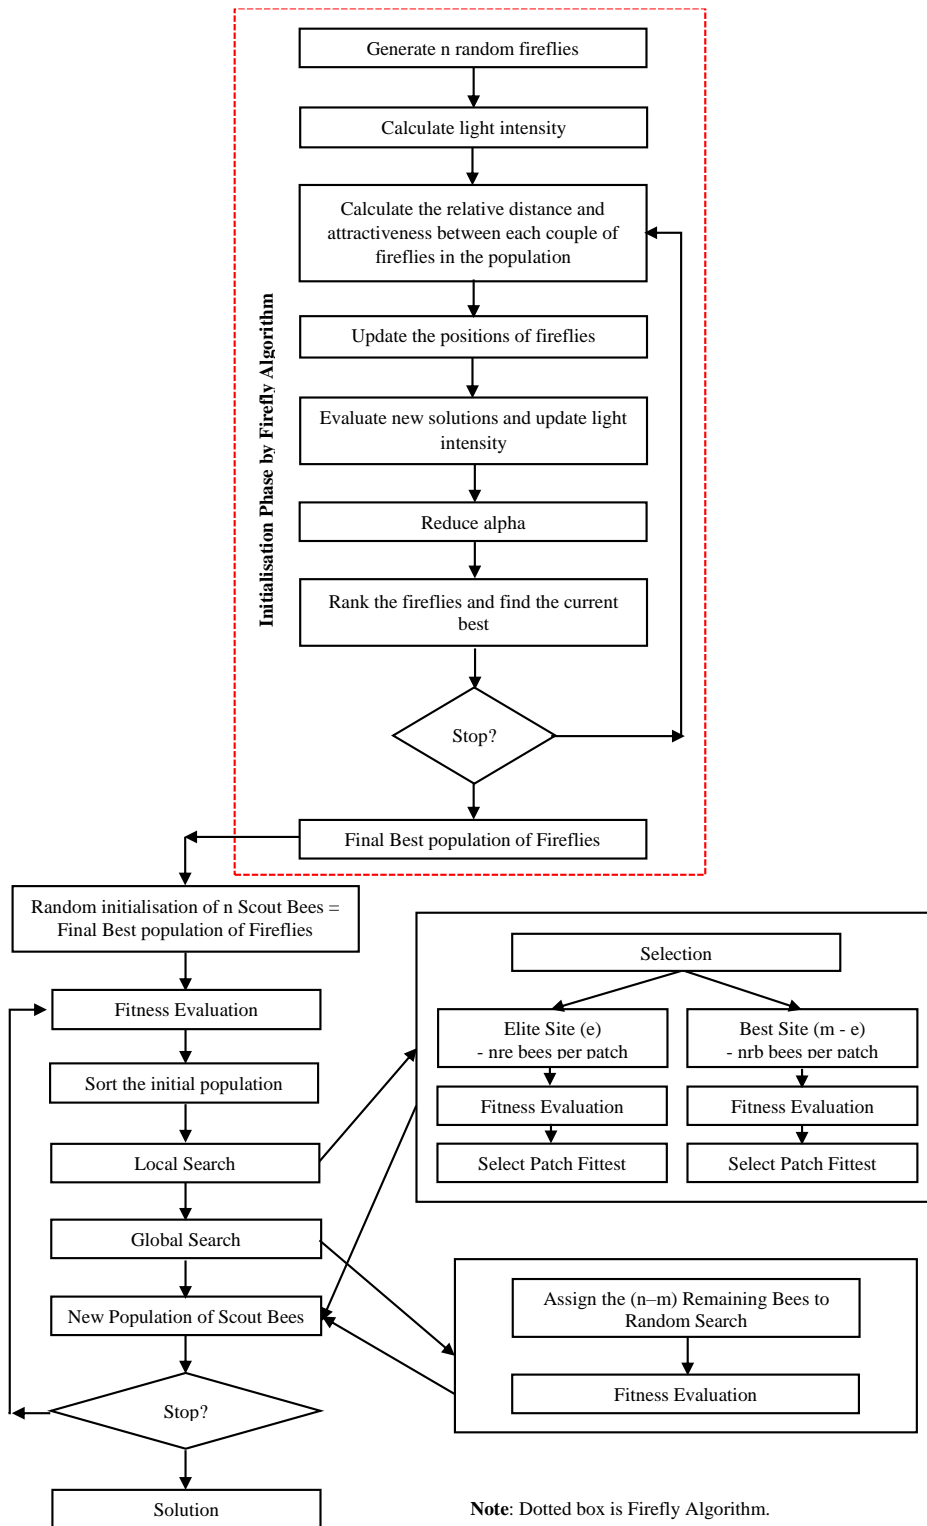 Generate n random fireflies
Calculate light intensity
Calculate the relative distance and
attractiveness between each couple of
fireflies in the population
Update the positions of fireflies
Evaluate new solutions and update light
intensity
Reduce alpha
Rank the fireflies and find the current
best
Stop?
Final Best population of Fireflies
Initialisation Phase by Firefly Algorithm
Random initialisation of n Scout Bees =
Final Best population of Fireflies
Fitness Evaluation
Sort the initial population
Local Search
Global Search
New Population of Scout Bees
Stop?
Solution
Selection
Elite Site (e)
- nre bees per patch
Fitness Evaluation
Select Patch Fittest
Best Site (m - e)
- nrb bees per patch
Fitness Evaluation
Select Patch Fittest
Assign the (n–m) Remaining Bees to
Random Search
Fitness Evaluation
Note: Dotted box is Firefly Algorithm.